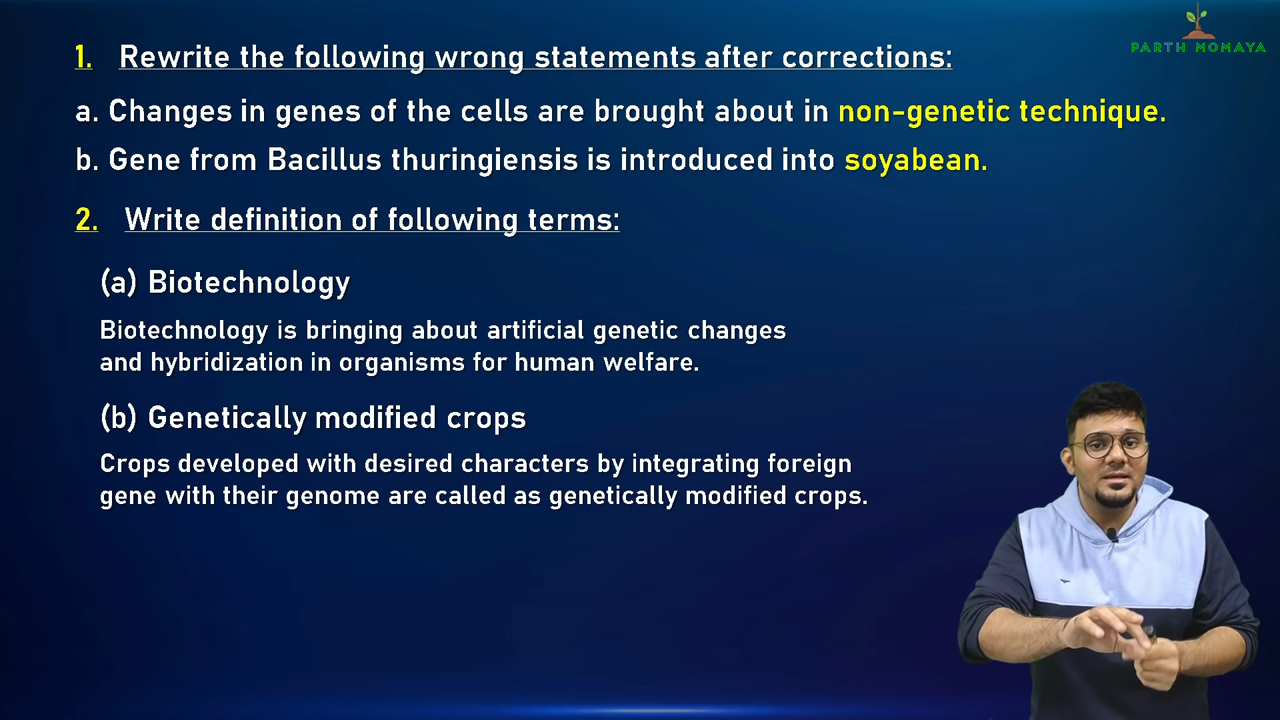 PARTH MOMAYA
1. Rewrite the following wrong statements after corrections:
a. Changes in genes of the cells are brought about in non-genetic technique.
b. Gene from Bacillus thuringiensis is introduced into soyabean.
2. Write definition of following terms:
(a) Biotechnology
Biotechnology is bringing about artificial genetic changes
and hybridization in organisms for human welfare.
(b) Genetically modified crops
Crops developed with desired characters by integrating foreign
gene with their genome are called as genetically modified crops.